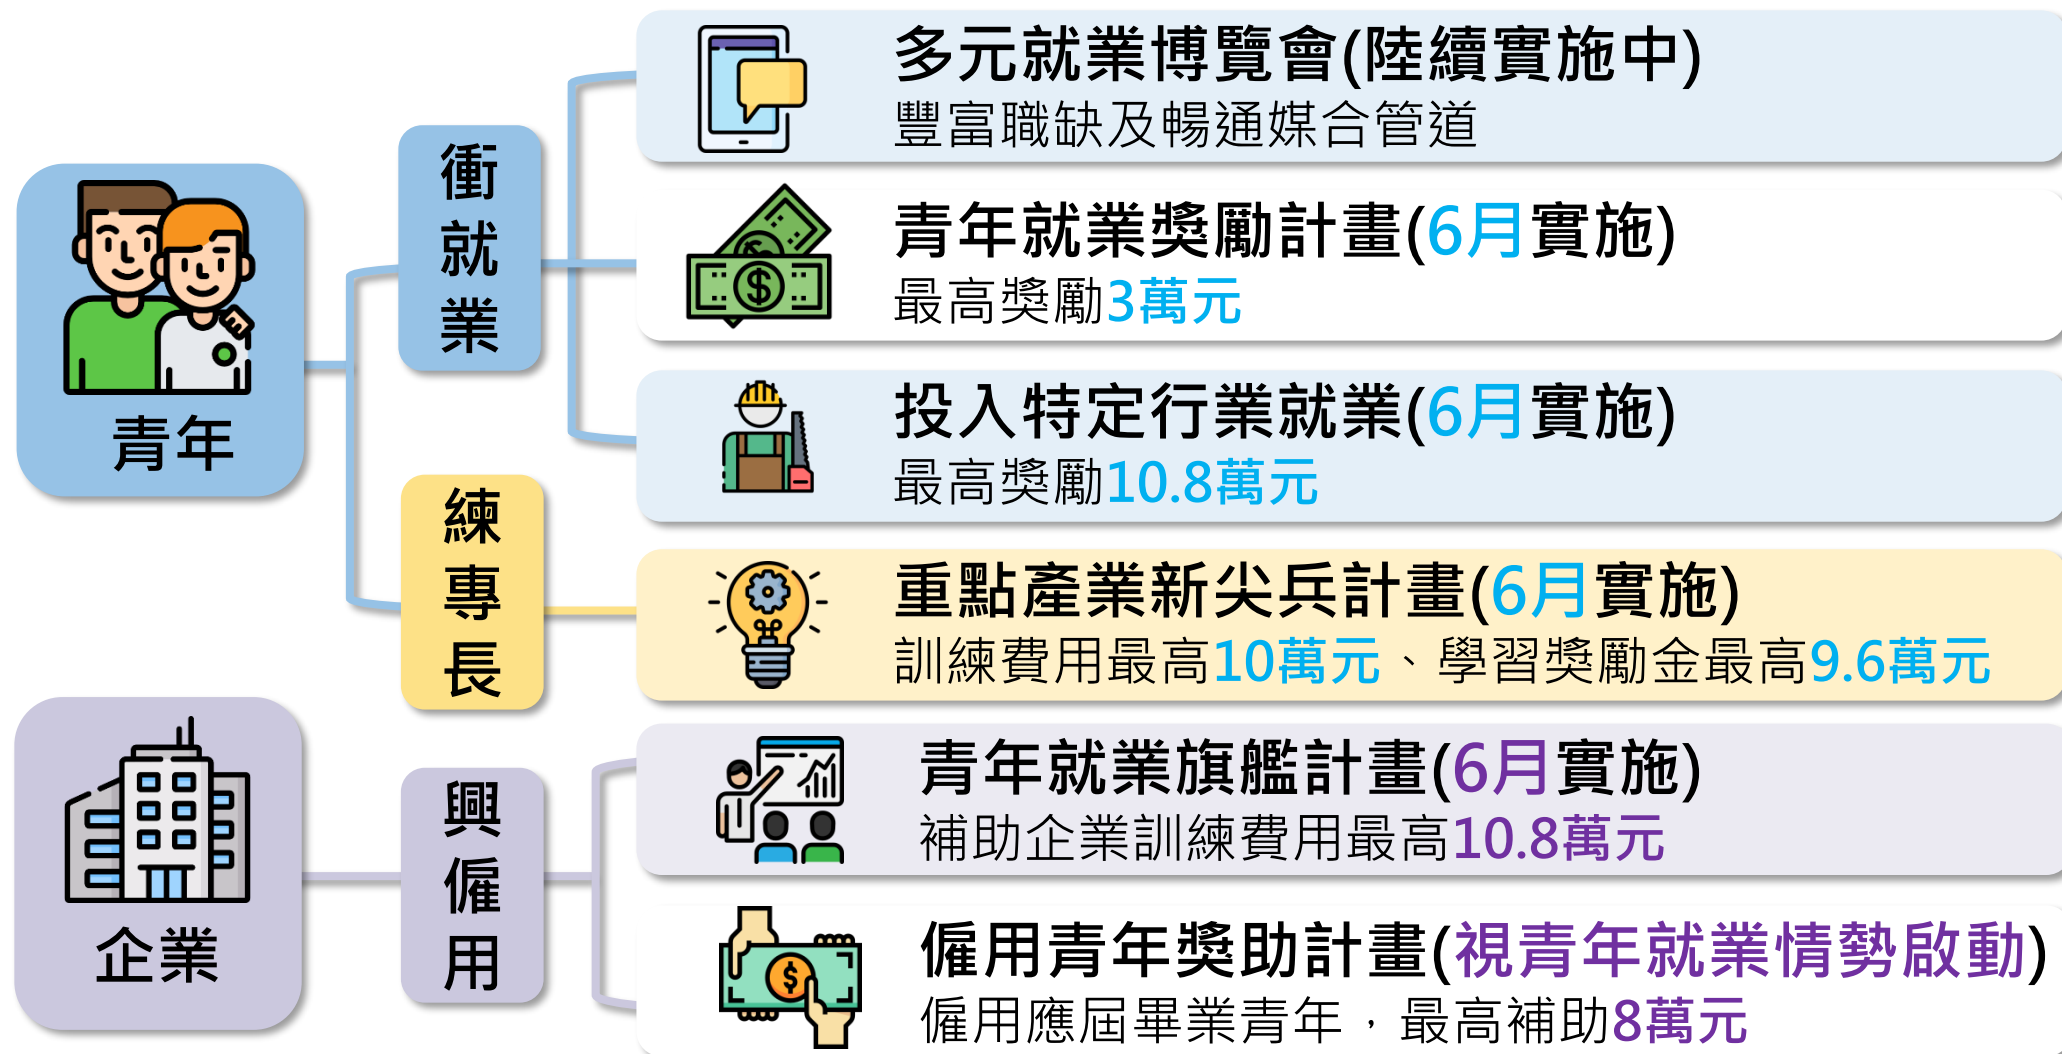 青年
衝就業
多元就業博覽會(陸續實施中)
豐富職缺及暢通媒合管道
青年就業獎勵計畫(6月實施)
最高獎勵3萬元
投入特定行業就業(6月實施)
最高獎勵10.8萬元
練專長
重點產業新尖兵計畫(6月實施)
訓練費用最高10萬元、學習獎勵金最高9.6萬元
企業
興僱用
青年就業旗艦計畫(6月實施)
補助企業訓練費用最高10.8萬元
僱用青年獎助計畫(視青年就業情勢啟動)
僱用應屆畢業青年，最高補助8萬元